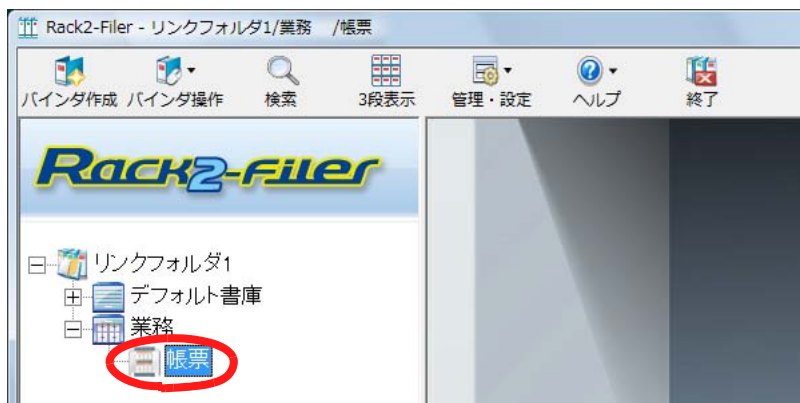 Rack2-Filer - リンクフォルダ1/業務 /帳票
バインダ作成 バインダ操作 検索 3段表示 管理・設定 ヘルプ 終了
Rack2-Filer
リンクフォルダ1
デフォルト書庫
業務
帳票